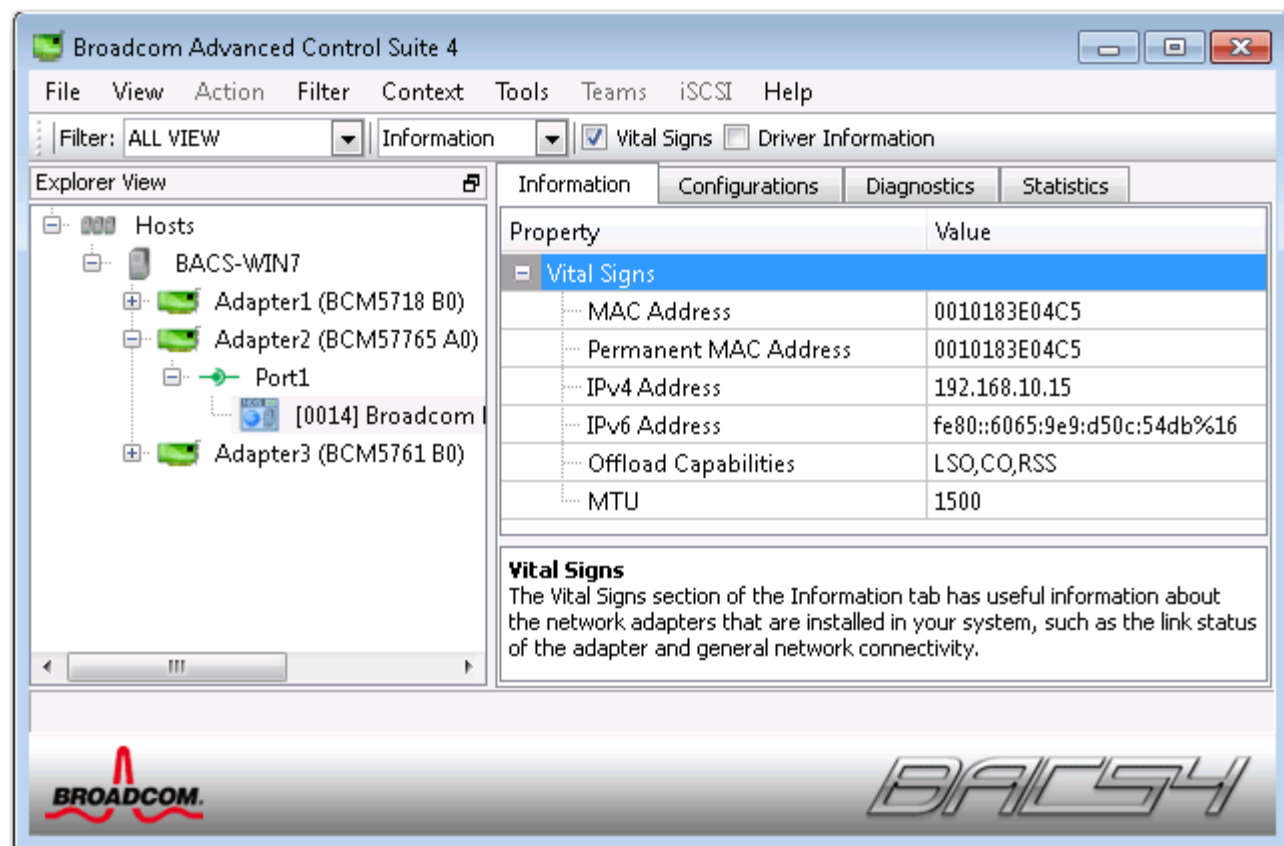 Broadcom Advanced Control Suite 4
File View Action Filter Context Tools Teams iSCSI Help
Filter: ALL VIEW Information Vital Signs Driver Information
Explorer View
Hosts
BACS-WIN7
Adapter1 (BCM5718 B0)
Adapter2 (BCM57765 A0)
Port1
[0014] Broadcom
Adapter3 (BCM5761 B0)
Information Configurations Diagnostics Statistics
Property Value
Vital Signs
MAC Address 0010183E04C5
Permanent MAC Address 0010183E04C5
IPv4 Address 192.168.10.15
IPv6 Address fe80::6065:9e9:d50c:54db%16
Offload Capabilities LSO,CO,RSS
MTU 1500
Vital Signs
The Vital Signs section of the Information tab has useful information about
the network adapters that are installed in your system, such as the link status
of the adapter and general network connectivity.
BROADCOM.
BACS4